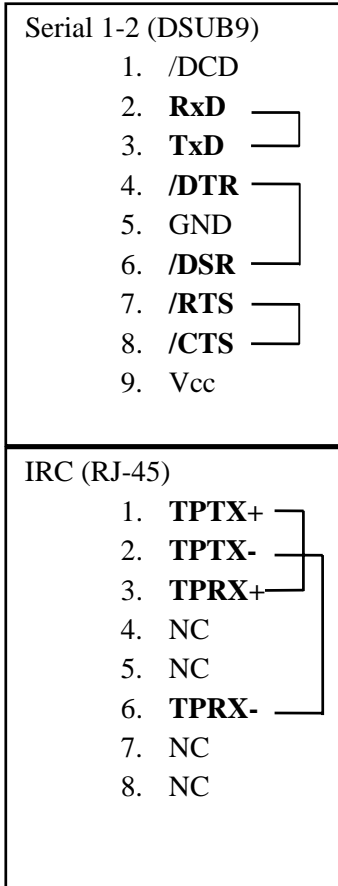 Serial 1-2 (DSUB9)
1. /DCD
2. RxD
3. TxD
4. /DTR
5. GND
6. /DSR
7. /RTS
8. /CTS
9. Vcc
IRC (RJ-45)
1. TPTX+
2. TPTX-
3. TPRX+
4. NC
5. NC
6. TPRX-
7. NC
8. NC